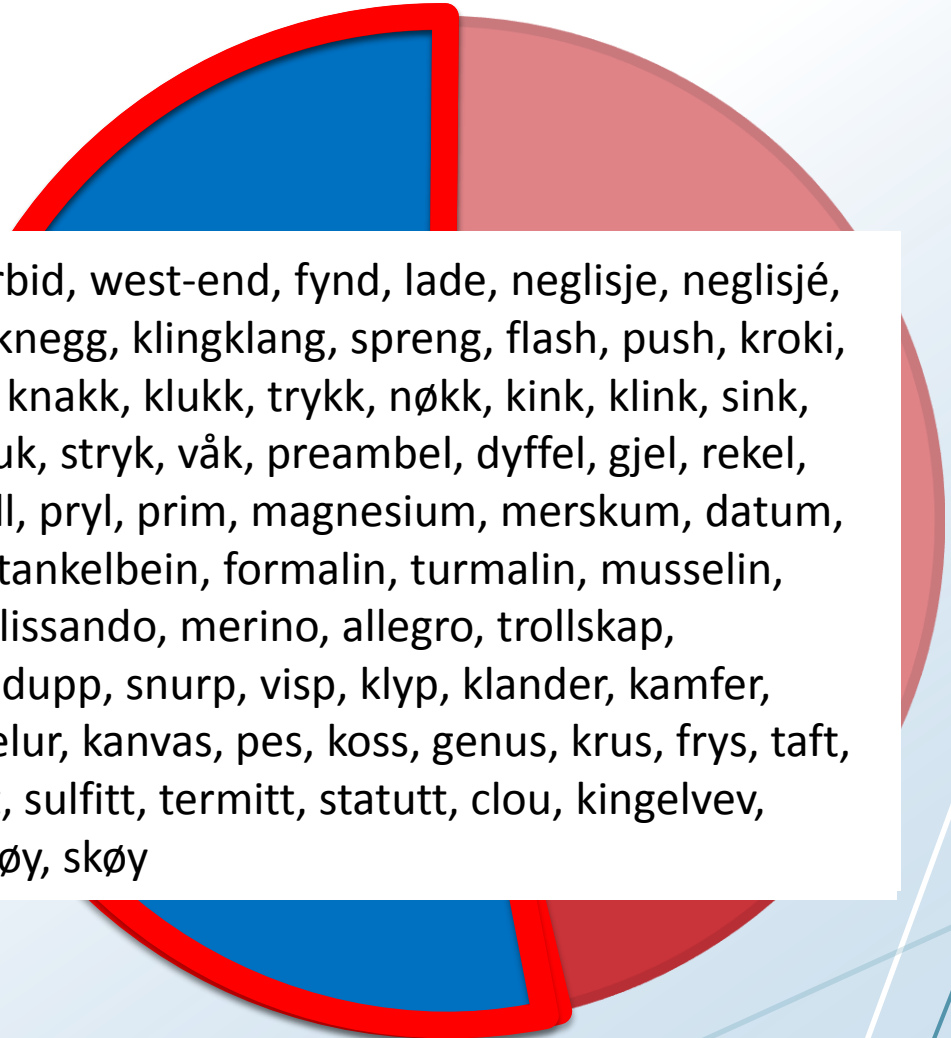 rbid, west-end, fynd, lade, neglisje, neglisjé,
knegg, klingklang, spreng, flash, push, kroki,
knakk, klukk, trykk, nøkk, kink, klink, sink,
uk, stryk, våk, preambel, dyffel, gjel, rekel,
ll, pryl, prim, magnesium, merskum, datum,
tankelbein, formalin, turmalin, musselin,
lissando, merino, allegro, trollskap,
dupp, snurp, visp, klyp, klander, kamfer,
elur, kanvas, pes, koss, genus, krus, frys, taft,
, sulfitt, termitt, statutt, clou, kingelvev,
øy, skøy